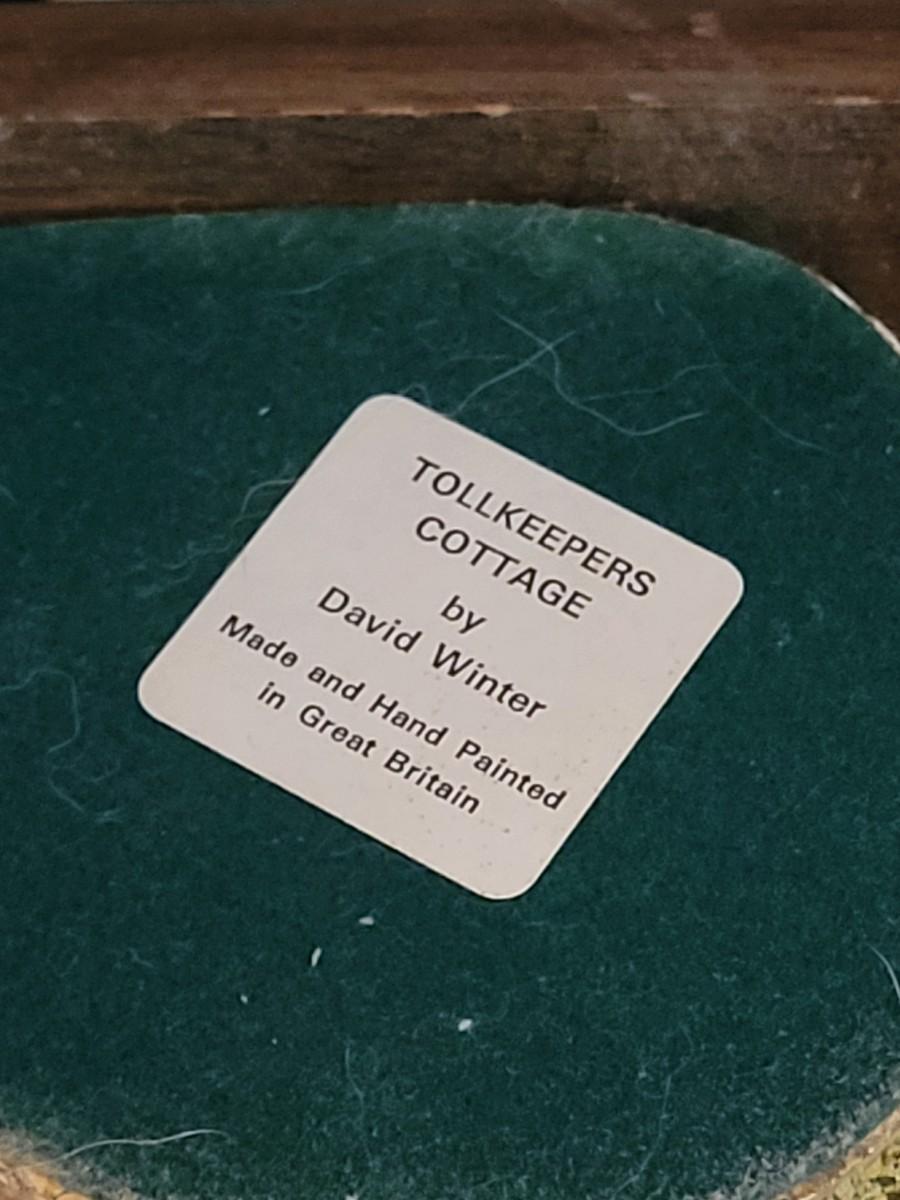 TOLLKEEPERS
COTTAGE
by
David Winter
Made and Hand Painted
in Great Britain